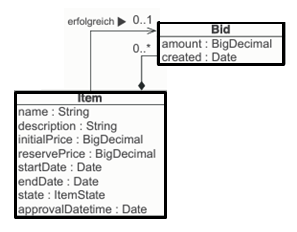 erfolgreich ▶ 0..1
Bid
0..*
amount : BigDecimal
created : Date
Item
name : String
description : String
initialPrice : BigDecimal
reservePrice : BigDecimal
startDate : Date
endDate : Date
state : ItemState
approvalDatetime : Date